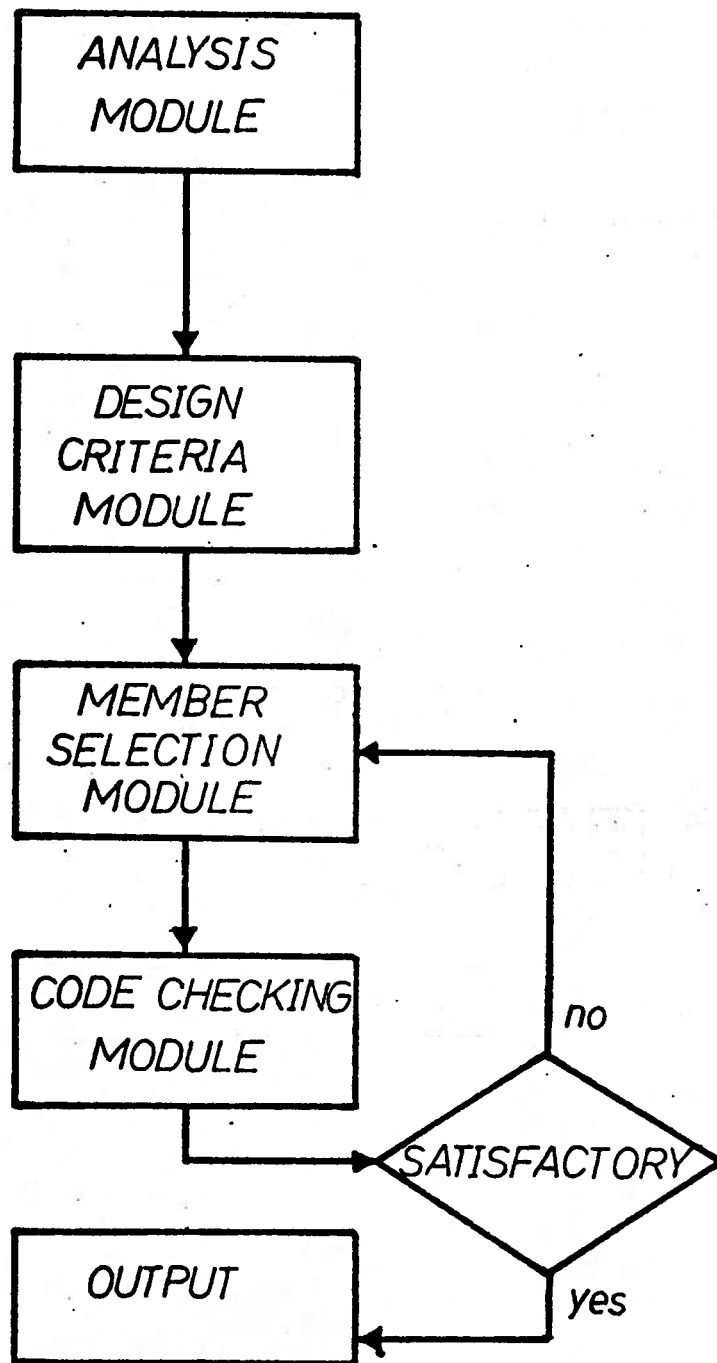 ANALYSIS
MODULE
DESIGN
CRITERIA
MODULE
MEMBER
SELECTION
MODULE
CODE CHECKING
MODULE
no
SATISFACTORY
yes
OUTPUT